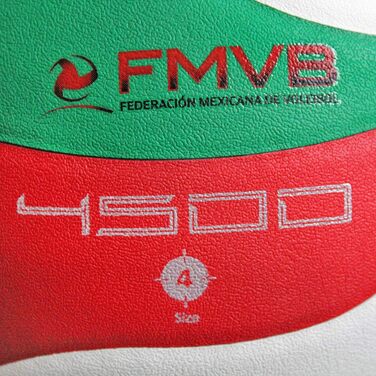 FMVB
FEDERACIÓN MEXICANA DE VOLEIBOL
4500
4
Size